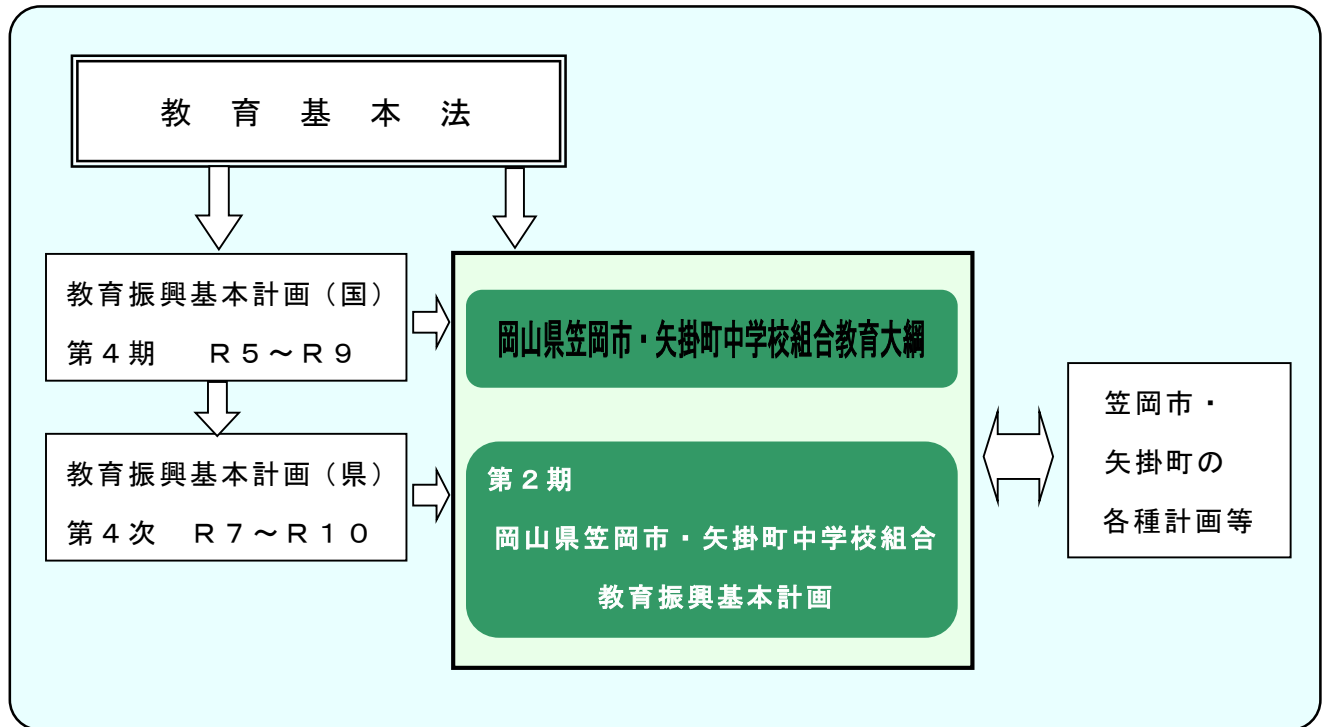 教育基本法
教育振興基本計画（国）
第４期　Ｒ５～Ｒ９
教育振興基本計画（県）
第４次　Ｒ７～Ｒ１０
岡山県笠岡市・矢掛町中学校組合教育大綱
第２期
岡山県笠岡市・矢掛町中学校組合
教育振興基本計画
笠岡市・
矢掛町の
各種計画等